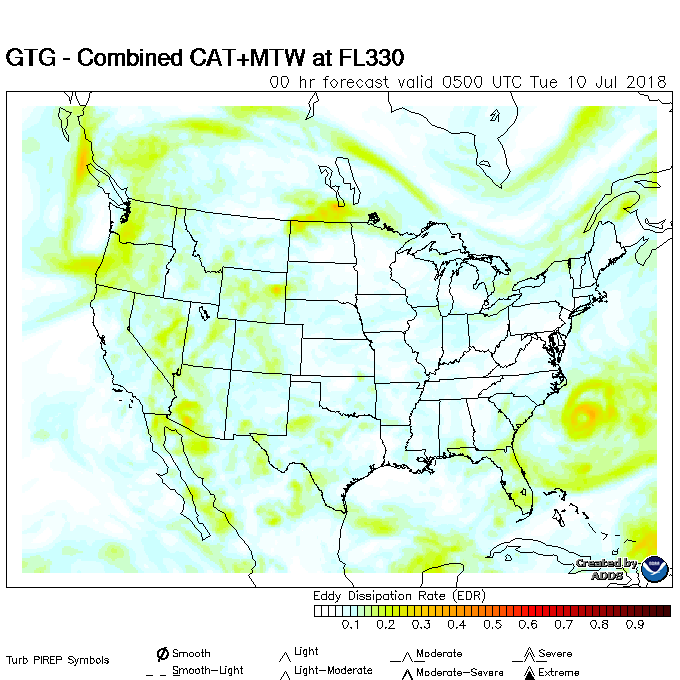 GTG - Combined CAT+MTW at FL330
00 hr forecast valid 0500 UTC Tue 10 Jul 2018
Created by
ADDS
Eddy Dissipation Rate (EDR)
0.1 0.2 0.3 0.4 0.5 0.6 0.7 0.8 0.9
Turb PIREP Symbols
Smooth Light Moderate Severe
Smooth-Light Light-Moderate Moderate-Severe Extreme